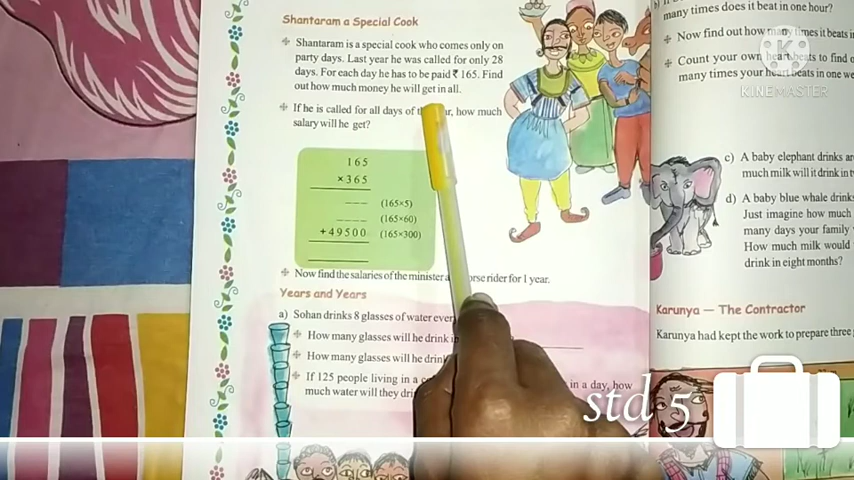 Shantaram a Special Cook
Shantaram is a special cook who comes only on
party days. Last year he was called for only 28
days. For each day he has to be paid ₹ 165. Find
out how much money he will get in all.
If he is called for all days of the, how much
salary will he get?
165
×365
--- (165×5)
---- (165×60)
+49500 (165×300)
Now find the salaries of the minister rider for 1 year.
Years and Years
a) Sohan drinks 8 glasses of water
How many glasses will he drink
How many glasses will he
If 125 people living in a in a day, how
much water will they
many times does it beat in one hour?
Now find out how many times it beats
Count your own heart beats to find
many times your heart beats in one
c) A baby elephant drinks
much milk will it drink in
d) A baby blue whale drinks
Just imagine how much
many days your family
How much milk would
drink in eight months?
Karunya — The Contractor
Karunya had kept the work to prepare three
K
KINEMASTER
std 5